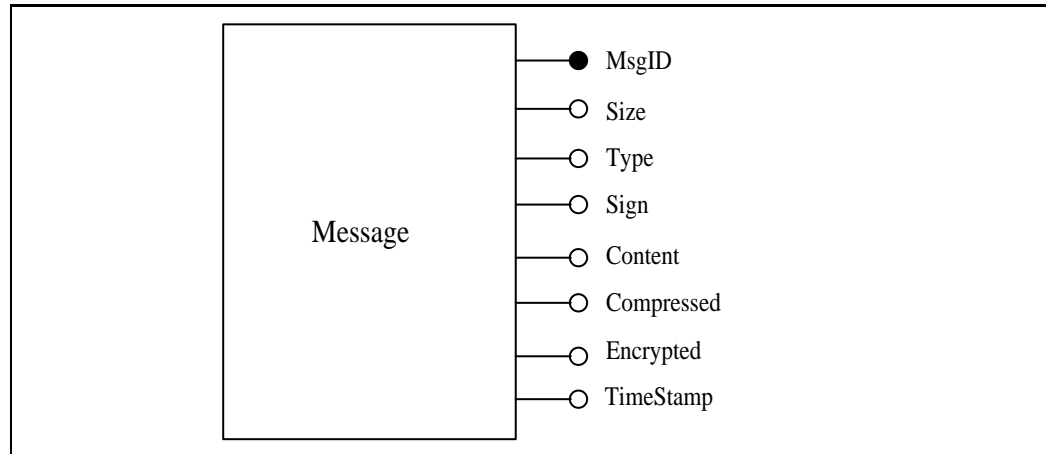 Message
MsgID
Size
Type
Sign
Content
Compressed
Encrypted
TimeStamp